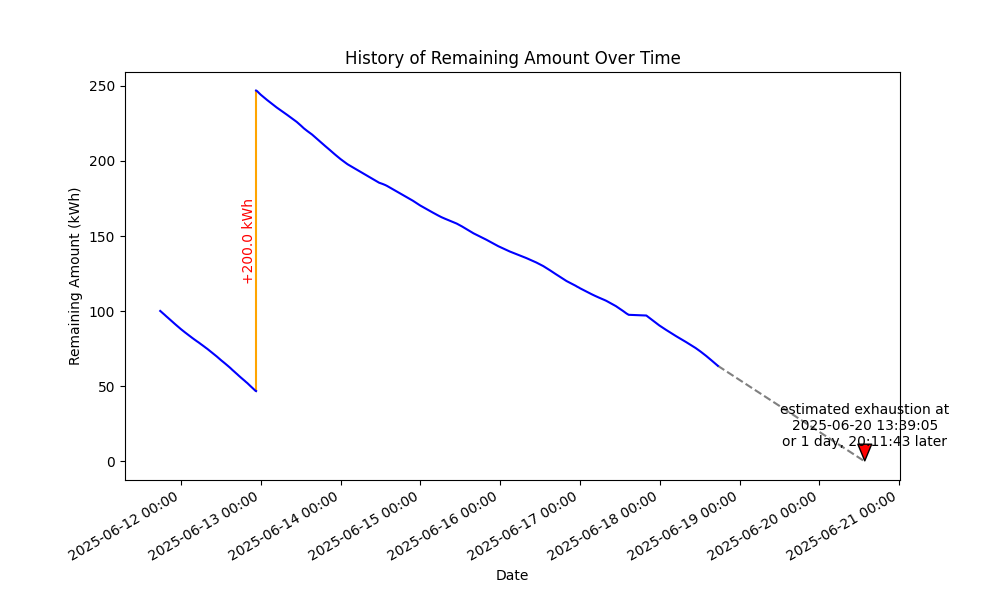 History of Remaining Amount Over Time
Remaining Amount (kWh)
250
200
150
100
50
0
+200.0 kWh
estimated exhaustion at
2025-06-20 13:39:05
or 1 day, 20:11:43 later
2025-06-12 00:00
2025-06-13 00:00
2025-06-14 00:00
2025-06-15 00:00
2025-06-16 00:00
2025-06-17 00:00
2025-06-18 00:00
2025-06-19 00:00
2025-06-20 00:00
2025-06-21 00:00
Date